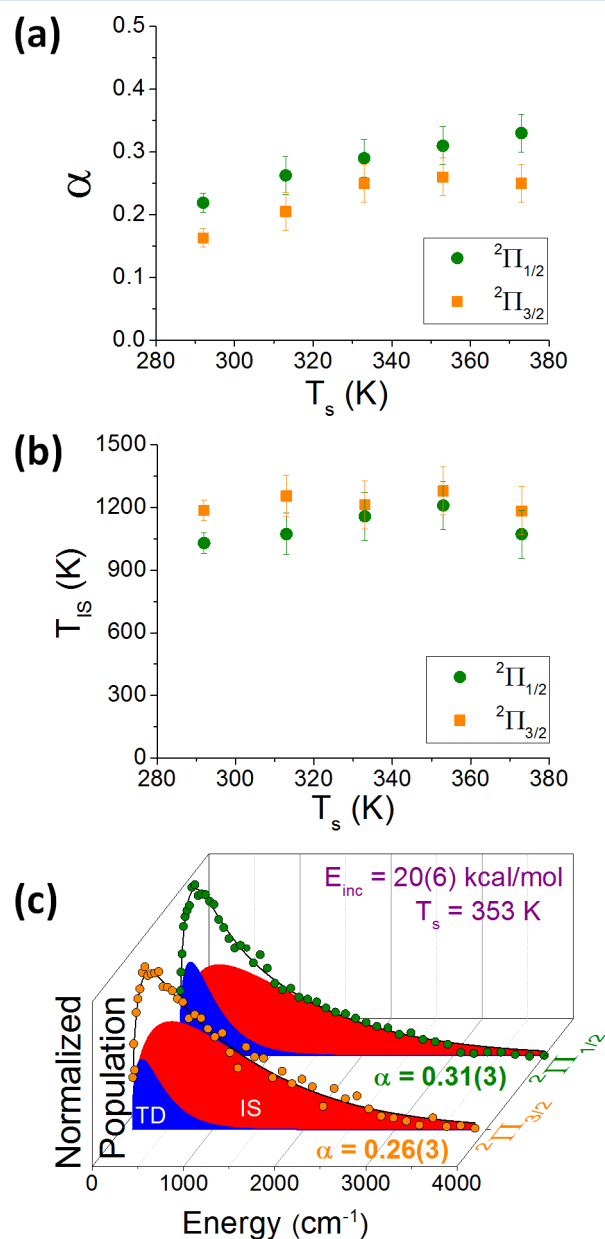 (a)
0.5
0.4
0.3
0.2
0.1
0.0
α
²Π₁/₂
²Π₃/₂
280 300 320 340 360 380
Tₛ (K)
(b)
1500
1200
900
600
300
0
T_IS (K)
²Π₁/₂
²Π₃/₂
280 300 320 340 360 380
Tₛ (K)
(c)
E_inc = 20(6) kcal/mol
Tₛ = 353 K
Normalized
Population
TD
IS
α = 0.31(3)
²Π₁/₂
α = 0.26(3)
²Π₃/₂
0 1000 2000 3000 4000
Energy (cm⁻¹)